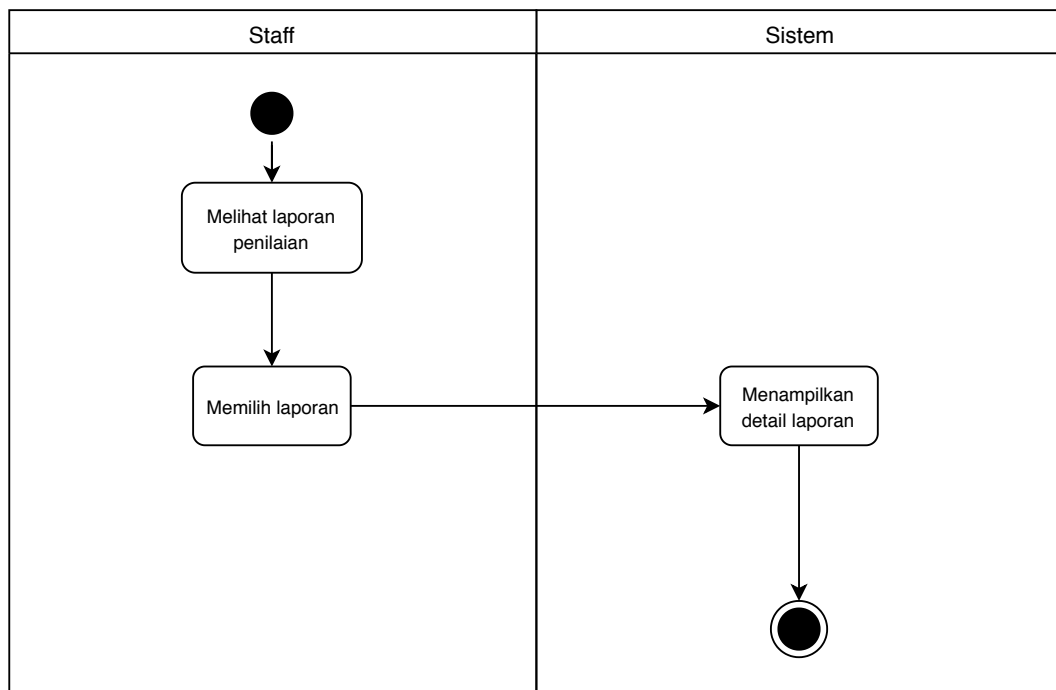 Staff
Sistem
Melihat laporan
penilaian
Memilih laporan
Menampilkan
detail laporan